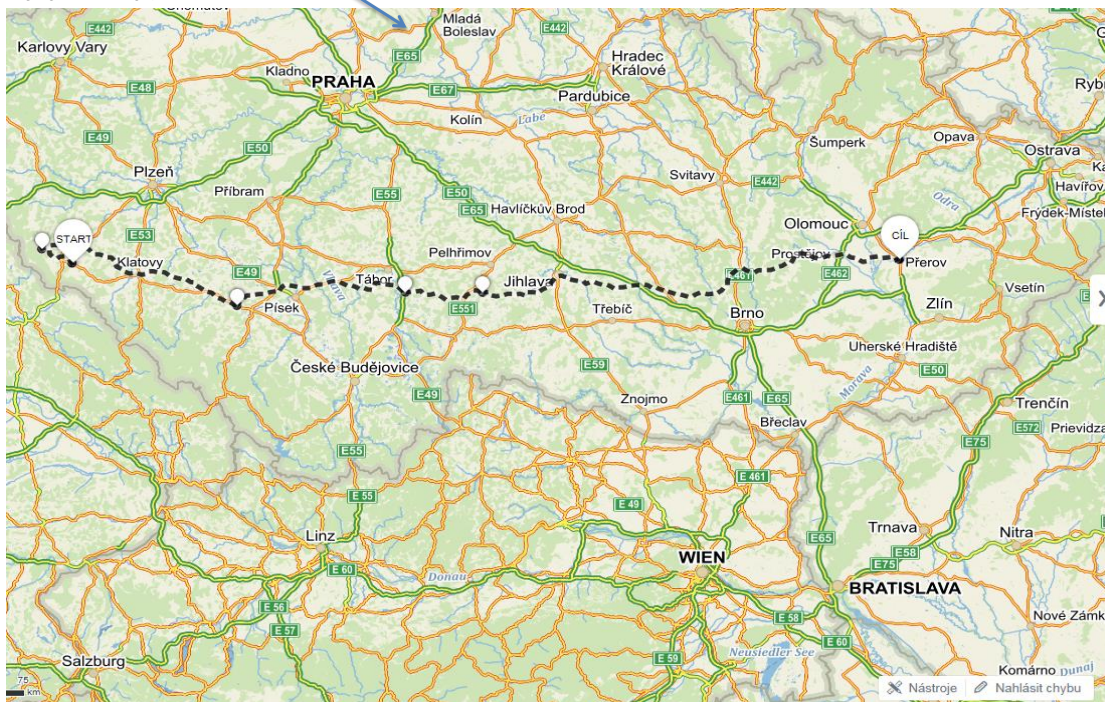 Mladá
Boleslav
E442
E442
Karlovy Vary
E65
Kladno
Hradec
Králové
PRAHA
E48
E67
Pardubice
Kolín
Labe
E49
E50
Šumperk
Opava
Ostrava
Plzeň
Příbram
E55
E50
E65
Svitavy
E442
Havířov
Odra
Havlíčkův Brod
Olomouc
Frýdek-Místek
START
E53
Pelhřimov
CÍL
Klatovy
E49
Vltava
Tábor
Jihlava
Prostějov
E461
E462
Přerov
Vsetín
Písek
E551
Třebíč
Brno
Zlín
Uherské Hradiště
České Budějovice
E59
Morava
E50
E49
E461
E65
Znojmo
Trenčín
Břeclav
E572
Prievidza
E55
E75
E 461
E 55
E 49
Linz
Trnava
Nitra
E65
E58
E 60
Donau
WIEN
E75
BRATISLAVA
E 56
E 58
Nové Zámk
E 57
E 60
Salzburg
E 59
Neusiedler See
75
km
Komárno
Dunaj
Nástroje
Nahlásit chybu